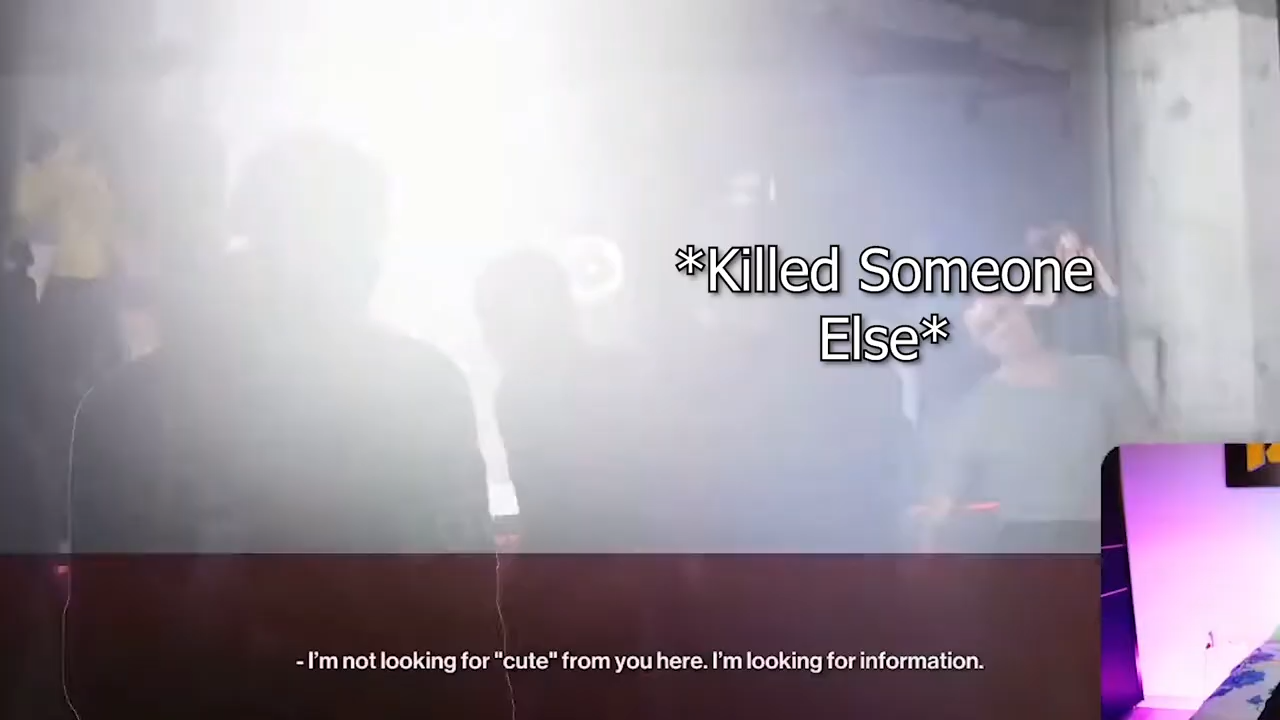 *Killed Someone
Else*
- I'm not looking for "cute" from you here. I'm looking for information.